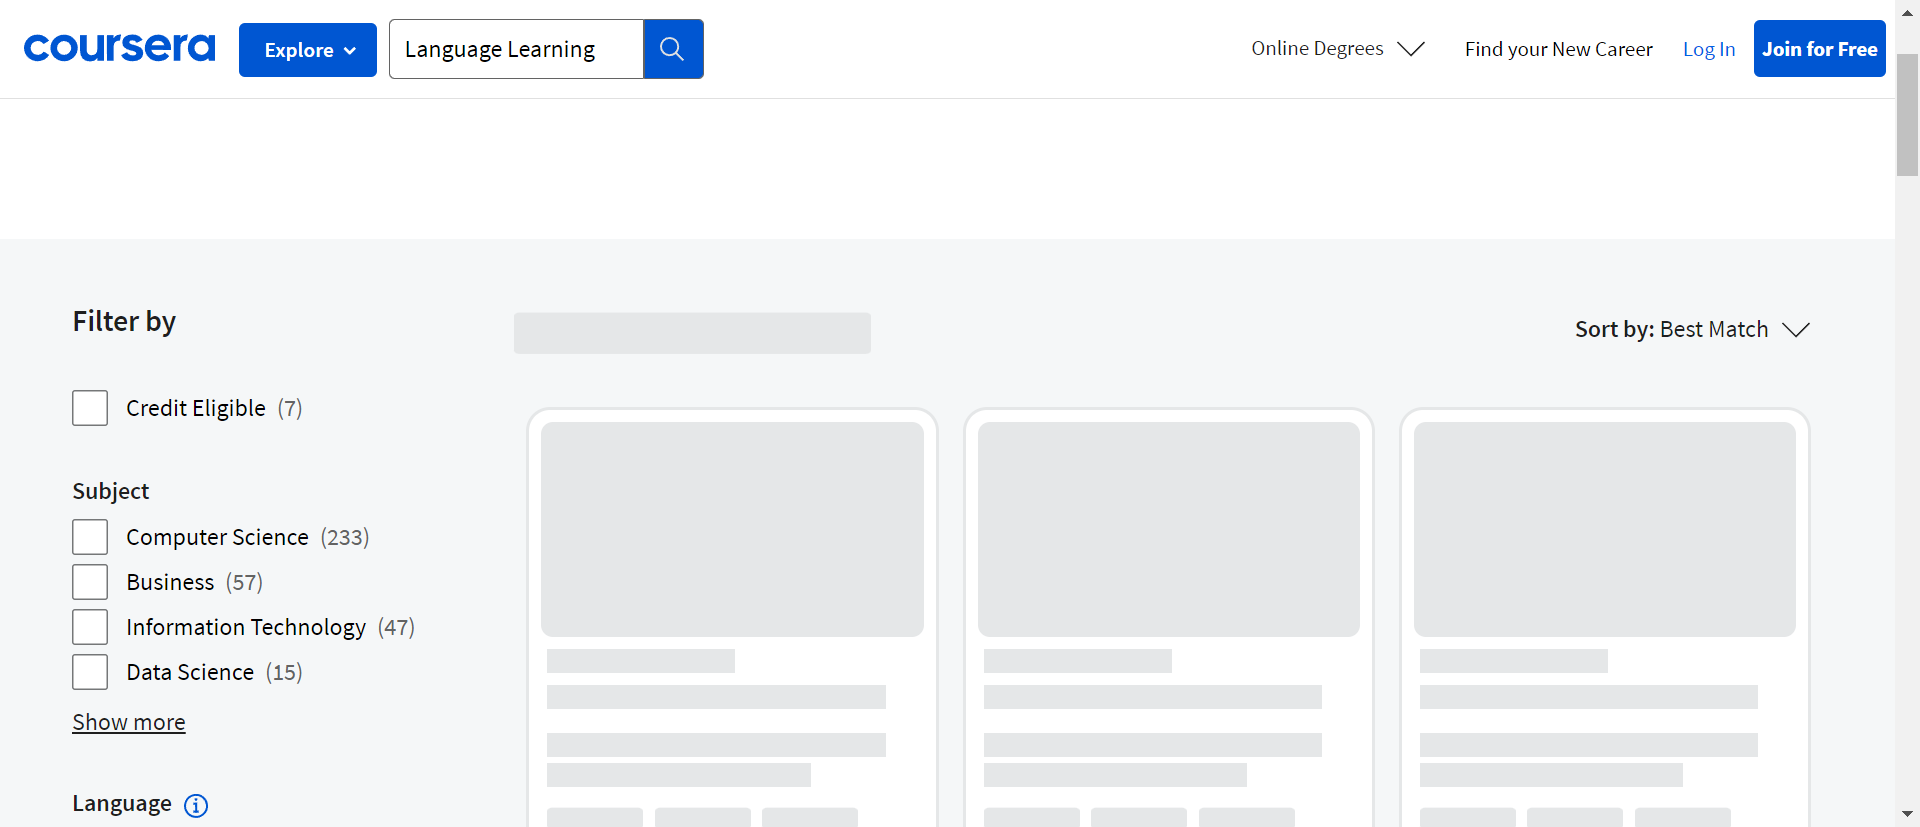 coursera
Explore
Language Learning
Online Degrees
Find your New Career
Log In
Join for Free
Filter by
Sort by: Best Match
Credit Eligible (7)
Subject
Computer Science (233)
Business (57)
Information Technology (47)
Data Science (15)
Show more
Language